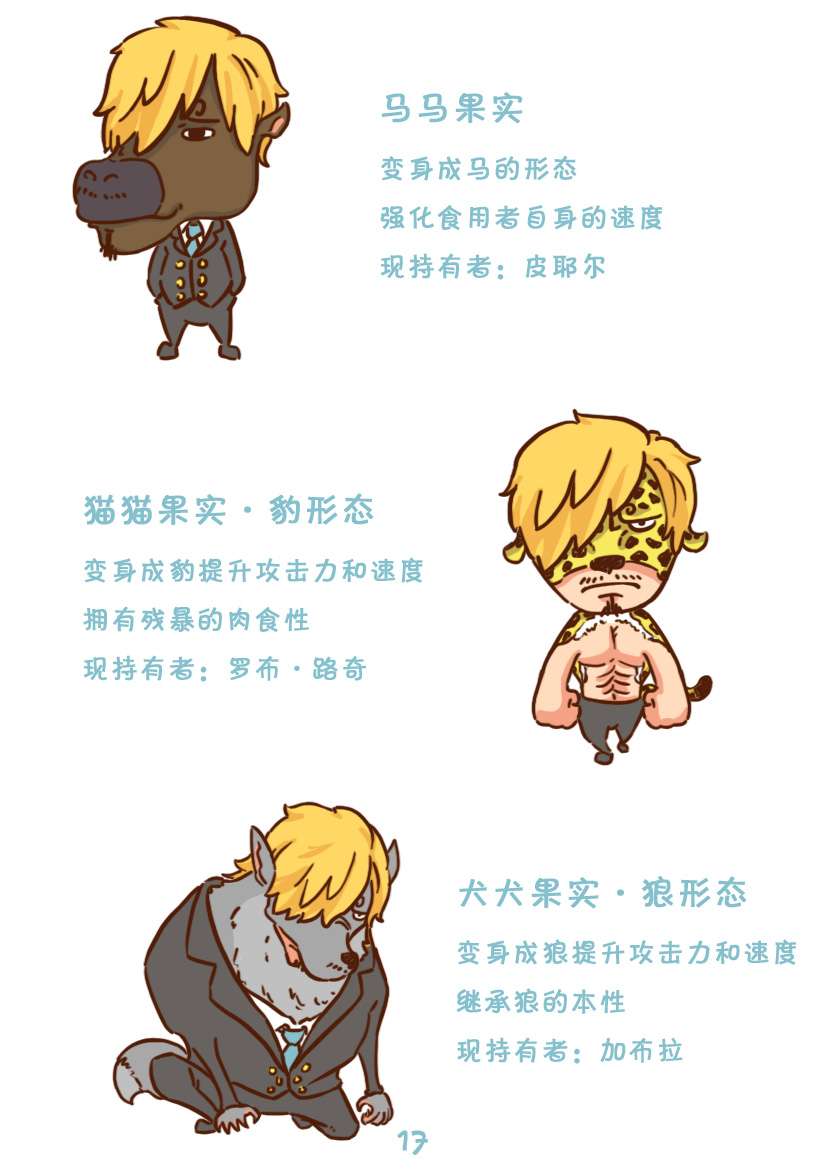 马马果实
变身成马的形态
强化食用者自身的速度
现持有者：皮耶尔
猫猫果实·豹形态
变身成豹提升攻击力和速度
拥有残暴的肉食性
现持有者：罗布·路奇
犬犬果实·狼形态
变身成狼提升攻击力和速度
继承狼的本性
现持有者：加布拉
17